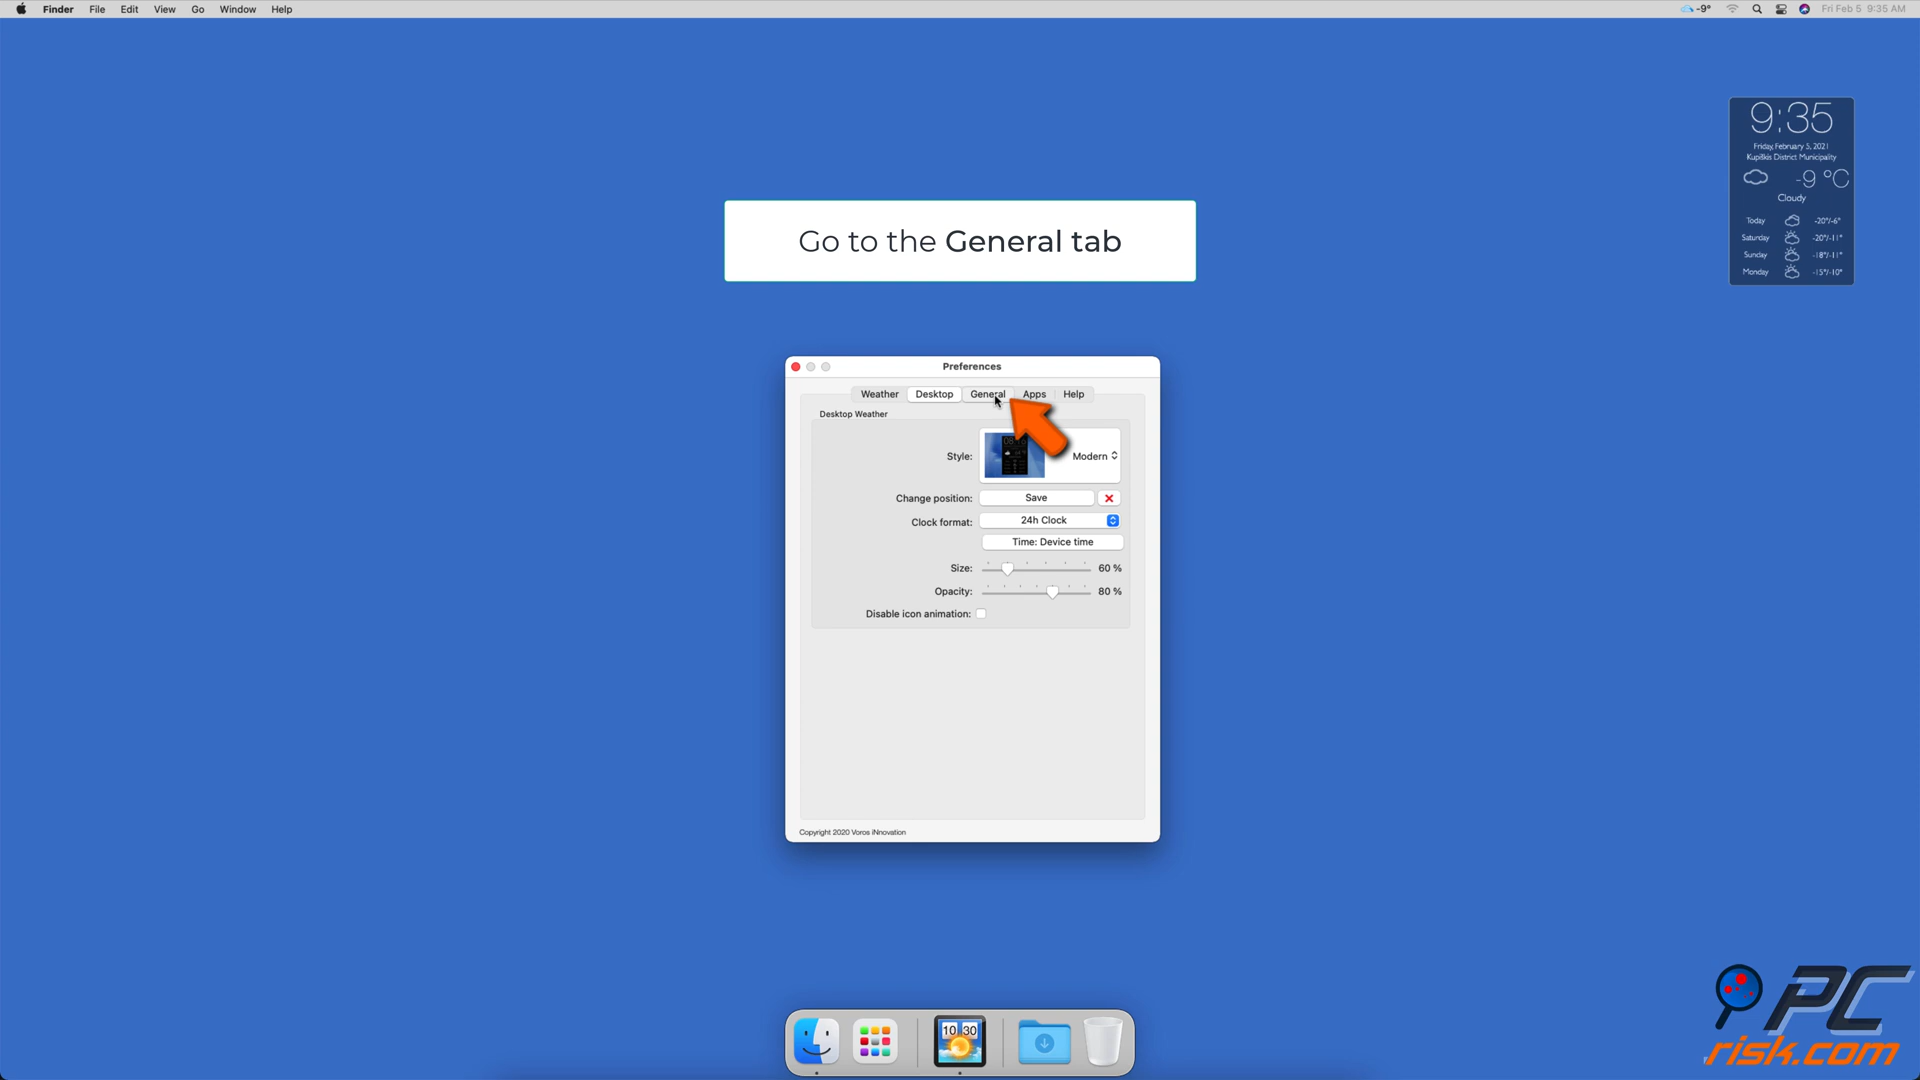 Finder File Edit View Go Window Help
-9° Fri Feb 5 9:35 AM
9:35
Friday, February 5, 2021
Kupiškis District Municipality
-9 °C
Cloudy
Today -20°/-6°
Saturday -20°/-11°
Sunday -18°/-11°
Monday -15°/-10°
Go to the General tab
Preferences
Weather Desktop General Apps Help
Desktop Weather
Style: Modern
Change position: Save
Clock format: 24h Clock
Time: Device time
Size: 60 %
Opacity: 80 %
Disable icon animation:
Copyright 2020 Voros iNnovation
10 30
PC
risk.com